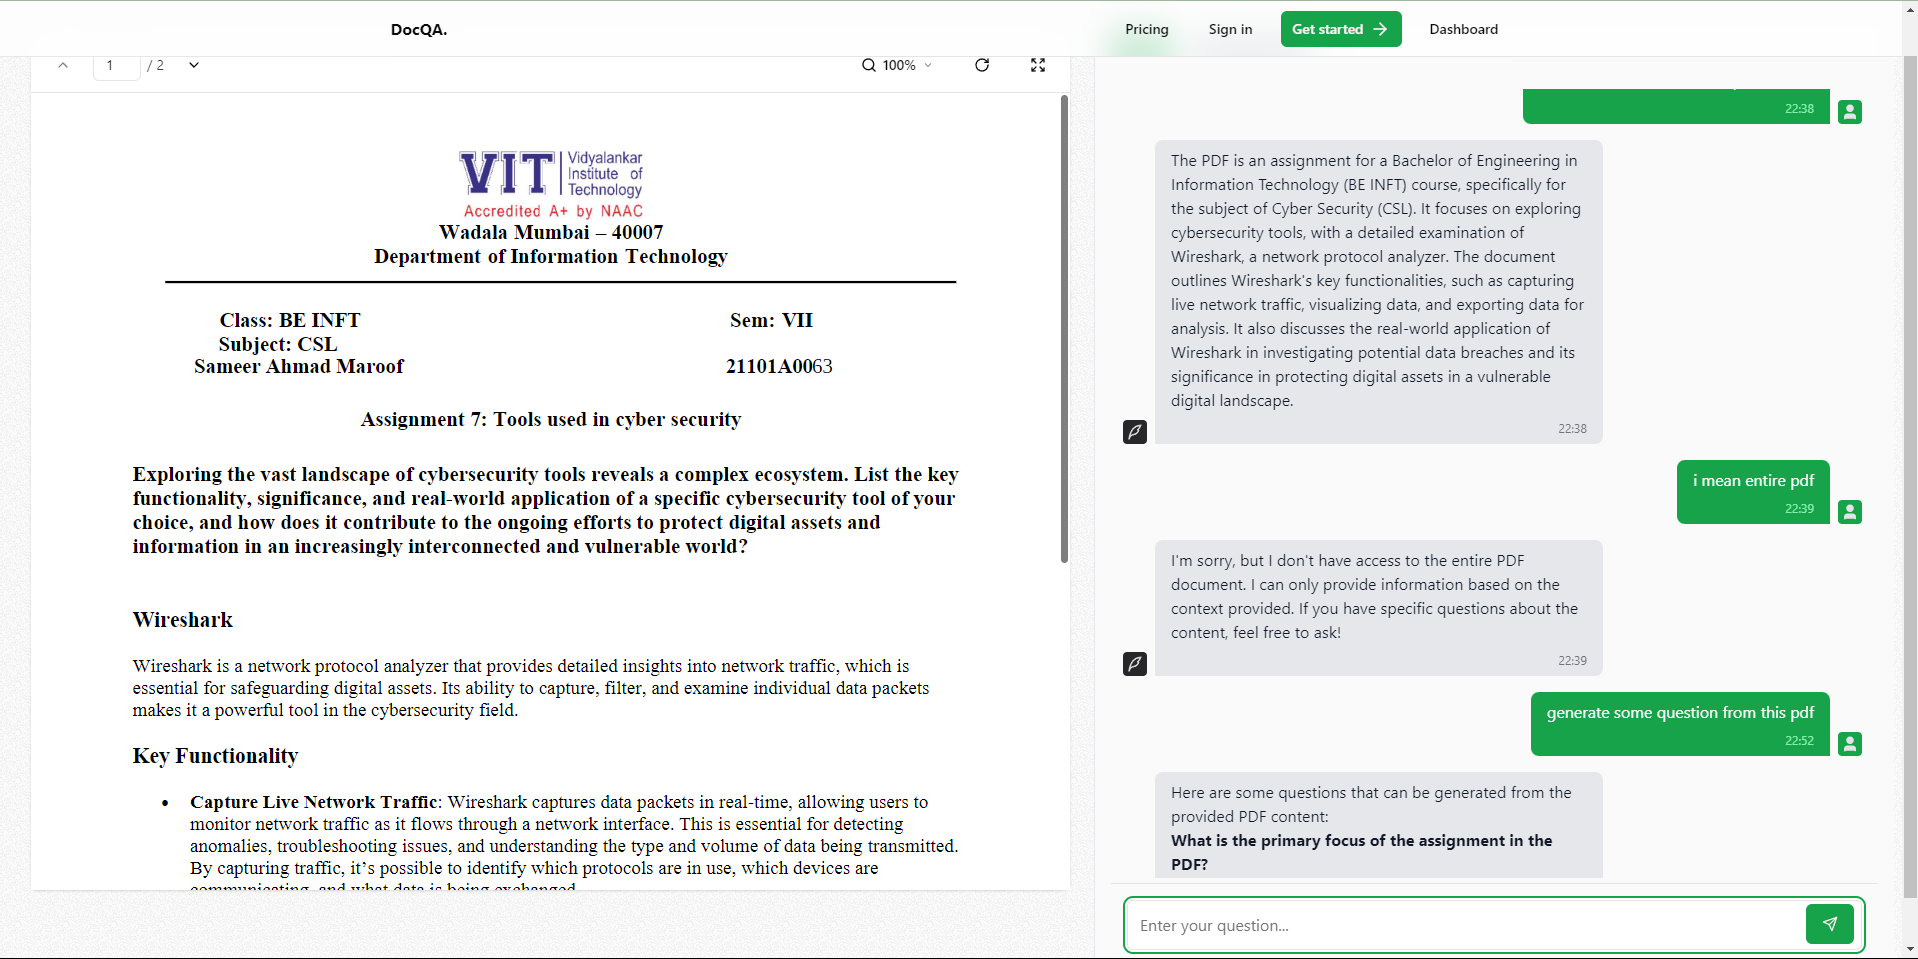 DocQA.
Pricing
Sign in
Get started
Dashboard
1 / 2
100%
VIT Vidyalankar
Institute of
Technology
Accredited A+ by NAAC
Wadala Mumbai – 40007
Department of Information Technology
Class: BE INFT Sem: VII
Subject: CSL
Sameer Ahmad Maroof 21101A0063
Assignment 7: Tools used in cyber security
Exploring the vast landscape of cybersecurity tools reveals a complex ecosystem. List the key
functionality, significance, and real-world application of a specific cybersecurity tool of your
choice, and how does it contribute to the ongoing efforts to protect digital assets and
information in an increasingly interconnected and vulnerable world?
Wireshark
Wireshark is a network protocol analyzer that provides detailed insights into network traffic, which is
essential for safeguarding digital assets. Its ability to capture, filter, and examine individual data packets
makes it a powerful tool in the cybersecurity field.
Key Functionality
• Capture Live Network Traffic: Wireshark captures data packets in real-time, allowing users to
monitor network traffic as it flows through a network interface. This is essential for detecting
anomalies, troubleshooting issues, and understanding the type and volume of data being transmitted.
By capturing traffic, it’s possible to identify which protocols are in use, which devices are
communicating, and what data is being exchanged.
22:38
The PDF is an assignment for a Bachelor of Engineering in
Information Technology (BE INFT) course, specifically for
the subject of Cyber Security (CSL). It focuses on exploring
cybersecurity tools, with a detailed examination of
Wireshark, a network protocol analyzer. The document
outlines Wireshark's key functionalities, such as capturing
live network traffic, visualizing data, and exporting data for
analysis. It also discusses the real-world application of
Wireshark in investigating potential data breaches and its
significance in protecting digital assets in a vulnerable
digital landscape.
22:38
i mean entire pdf
22:39
I'm sorry, but I don't have access to the entire PDF
document. I can only provide information based on the
context provided. If you have specific questions about the
content, feel free to ask!
22:39
generate some question from this pdf
22:52
Here are some questions that can be generated from the
provided PDF content:
What is the primary focus of the assignment in the
PDF?
Enter your question...